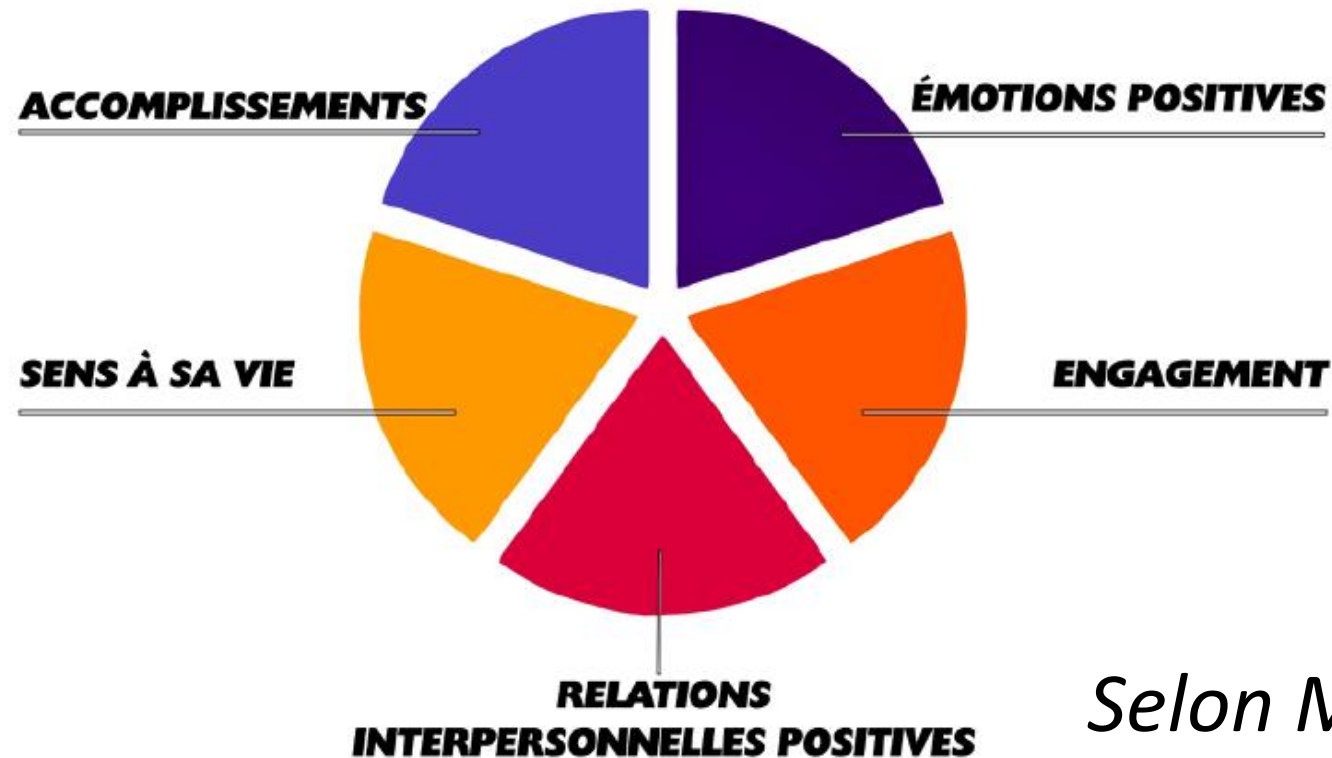 ACCOMPLISSEMENTS
ÉMOTIONS POSITIVES
SENS À SA VIE
ENGAGEMENT
RELATIONS
INTERPERSONNELLES POSITIVES
Selon M